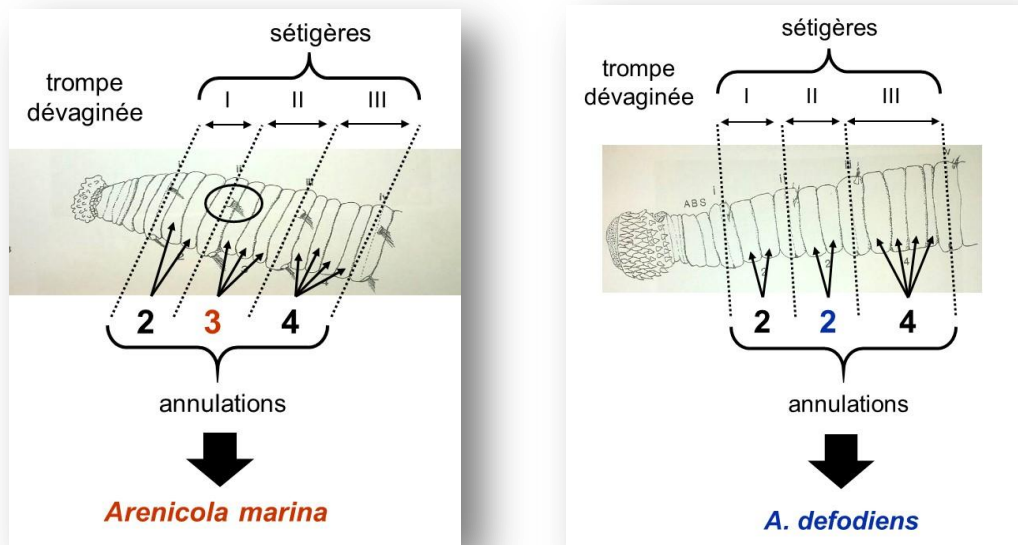 sétigères
trompe
dévaginée
I II III
2 3 4
annulations
Arenicola marina
sétigères
trompe
dévaginée
I II III
A B S
2 2 4
annulations
A. defodiens